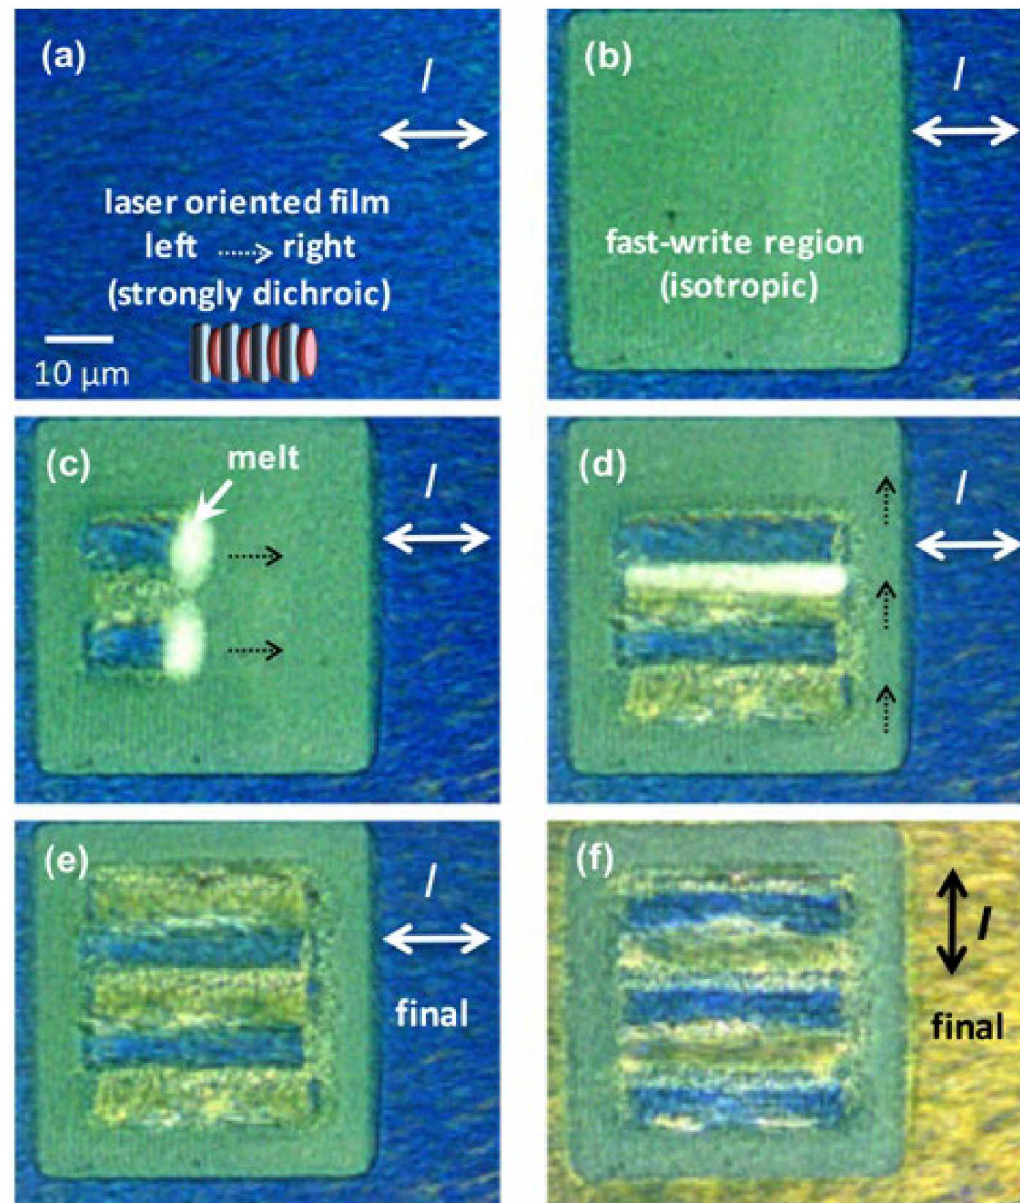 (a)
I
laser oriented film
left right
(strongly dichroic)
10 µm
(b)
I
fast-write region
(isotropic)
(c)
melt
I
(d)
I
(e)
I
final
(f)
I
final